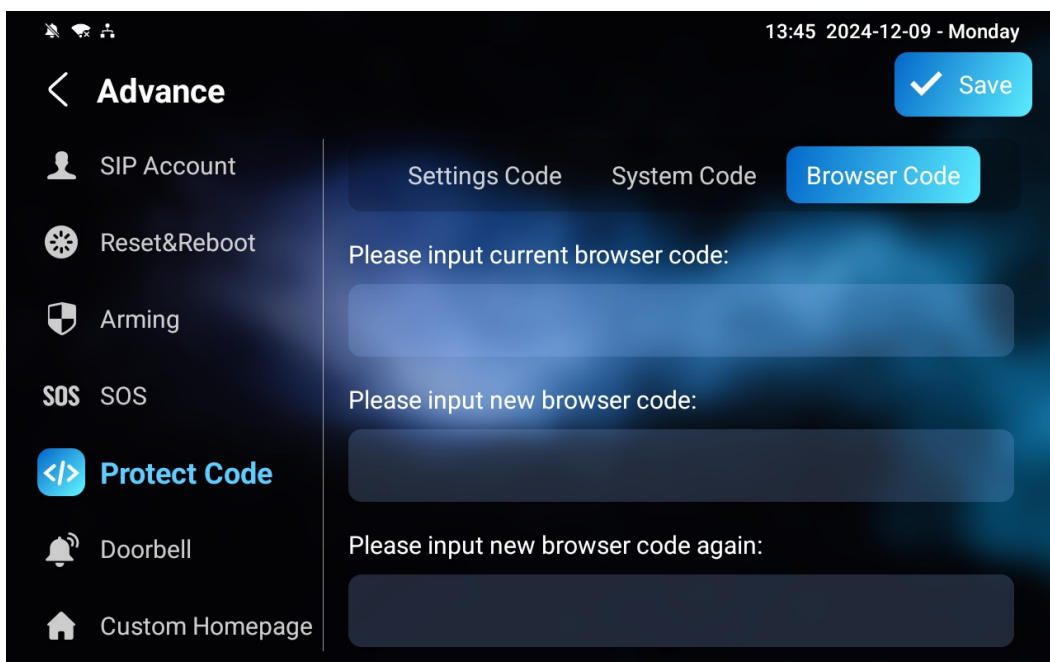 13:45 2024-12-09 - Monday
Advance
Save
SIP Account
Reset&Reboot
Arming
SOS SOS
</> Protect Code
Doorbell
Custom Homepage
Settings Code System Code Browser Code
Please input current browser code:
Please input new browser code:
Please input new browser code again: